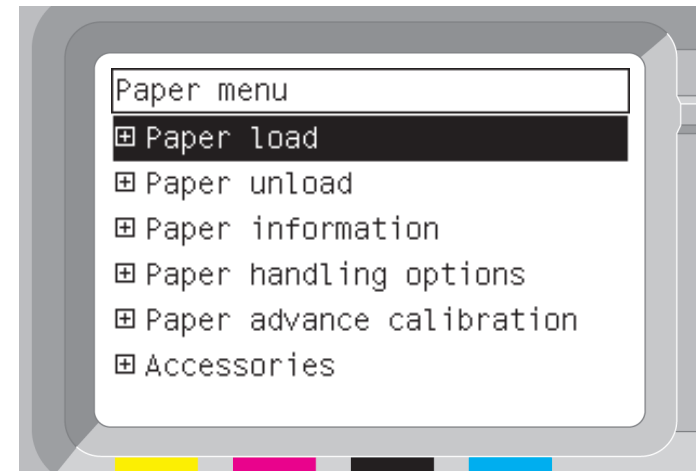 Paper menu
Paper load
Paper unload
Paper information
Paper handling options
Paper advance calibration
Accessories